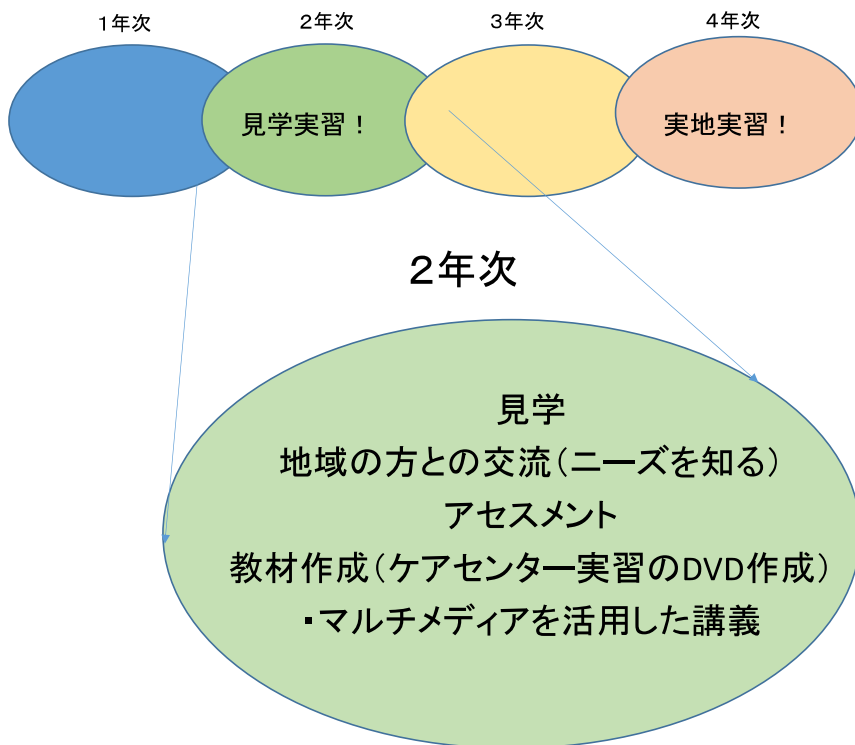 1年次
2年次
3年次
4年次
見学実習！
実地実習！
２年次
見学
地域の方との交流（ニーズを知る）
アセスメント
教材作成（ケアセンター実習のDVD作成）
・マルチメディアを活用した講義